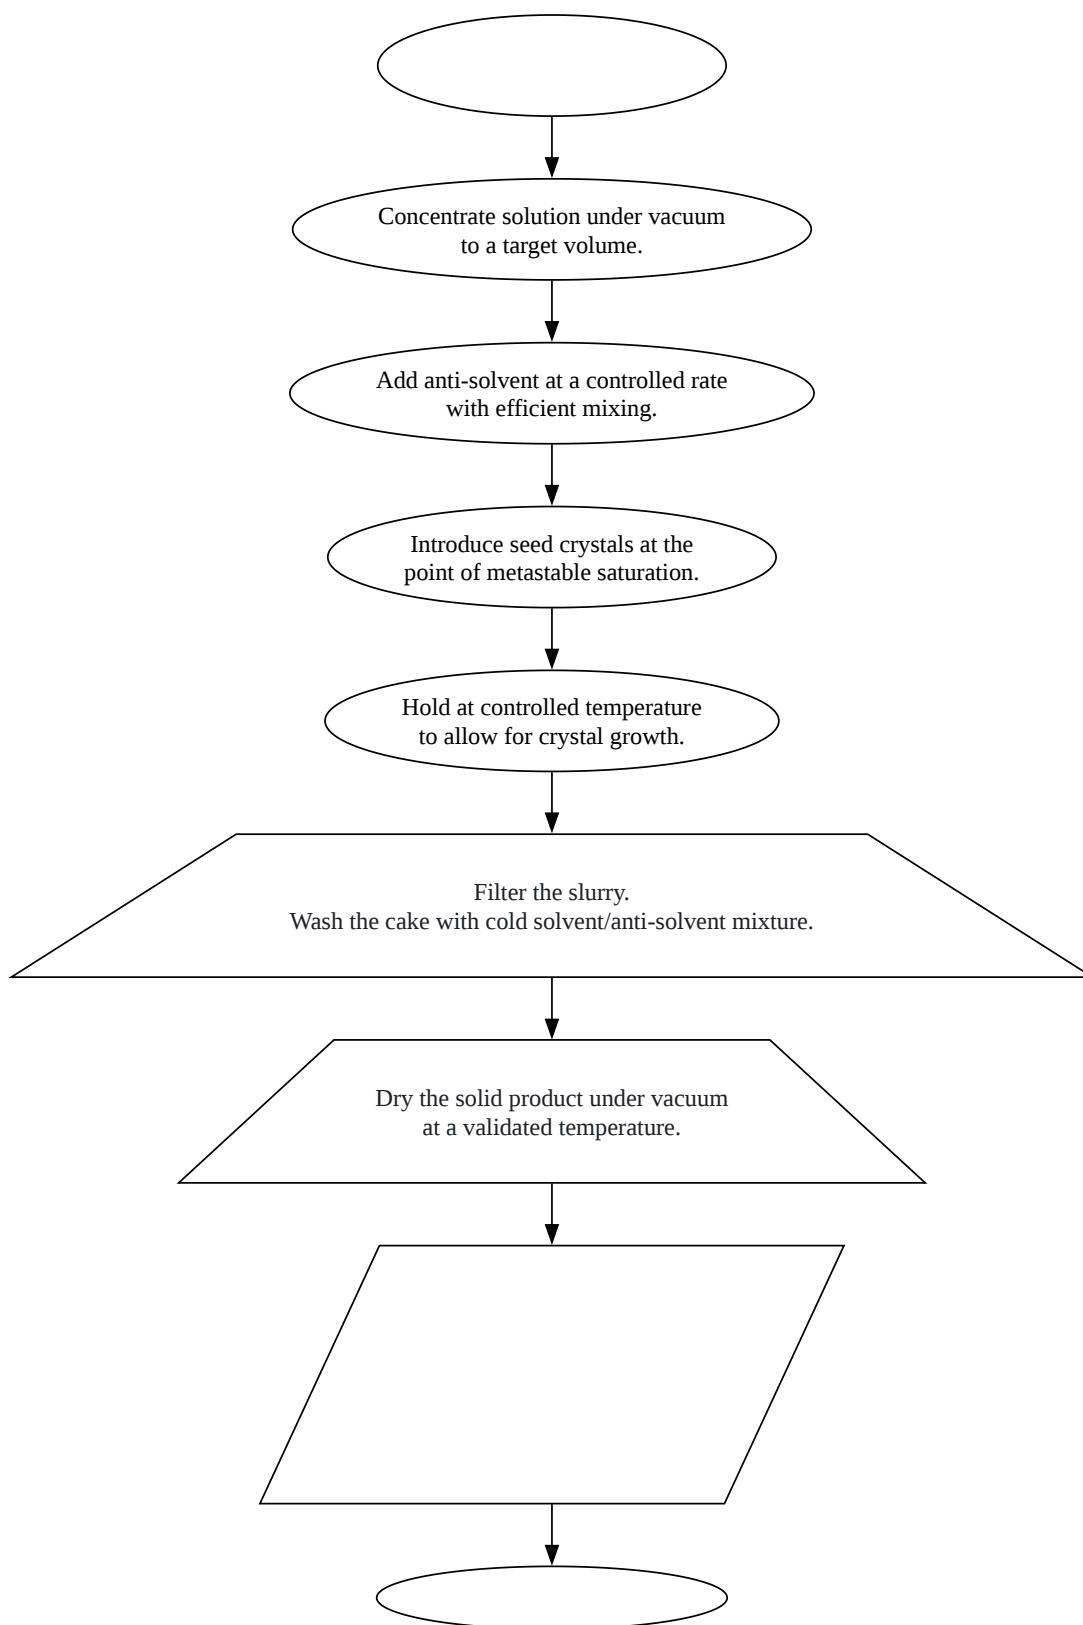 Concentrate solution under vacuum
to a target volume.
Add anti-solvent at a controlled rate
with efficient mixing.
Introduce seed crystals at the
point of metastable saturation.
Hold at controlled temperature
to allow for crystal growth.
Filter the slurry.
Wash the cake with cold solvent/anti-solvent mixture.
Dry the solid product under vacuum
at a validated temperature.